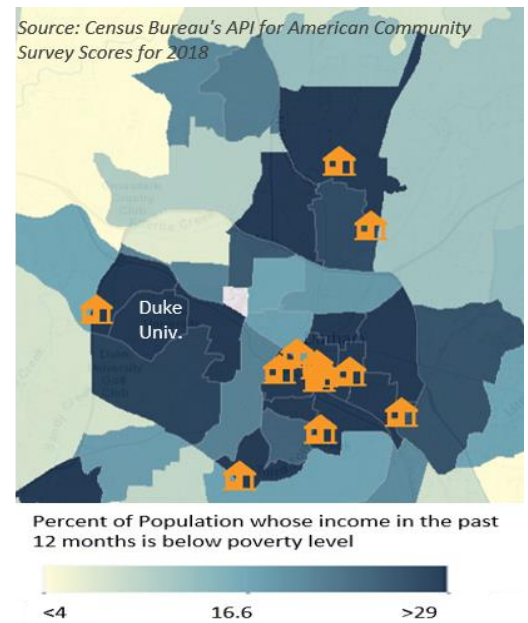 Source: Census Bureau's API for American Community
Survey Scores for 2018
Duke
Univ.
Percent of Population whose income in the past
12 months is below poverty level
<4 16.6 >29